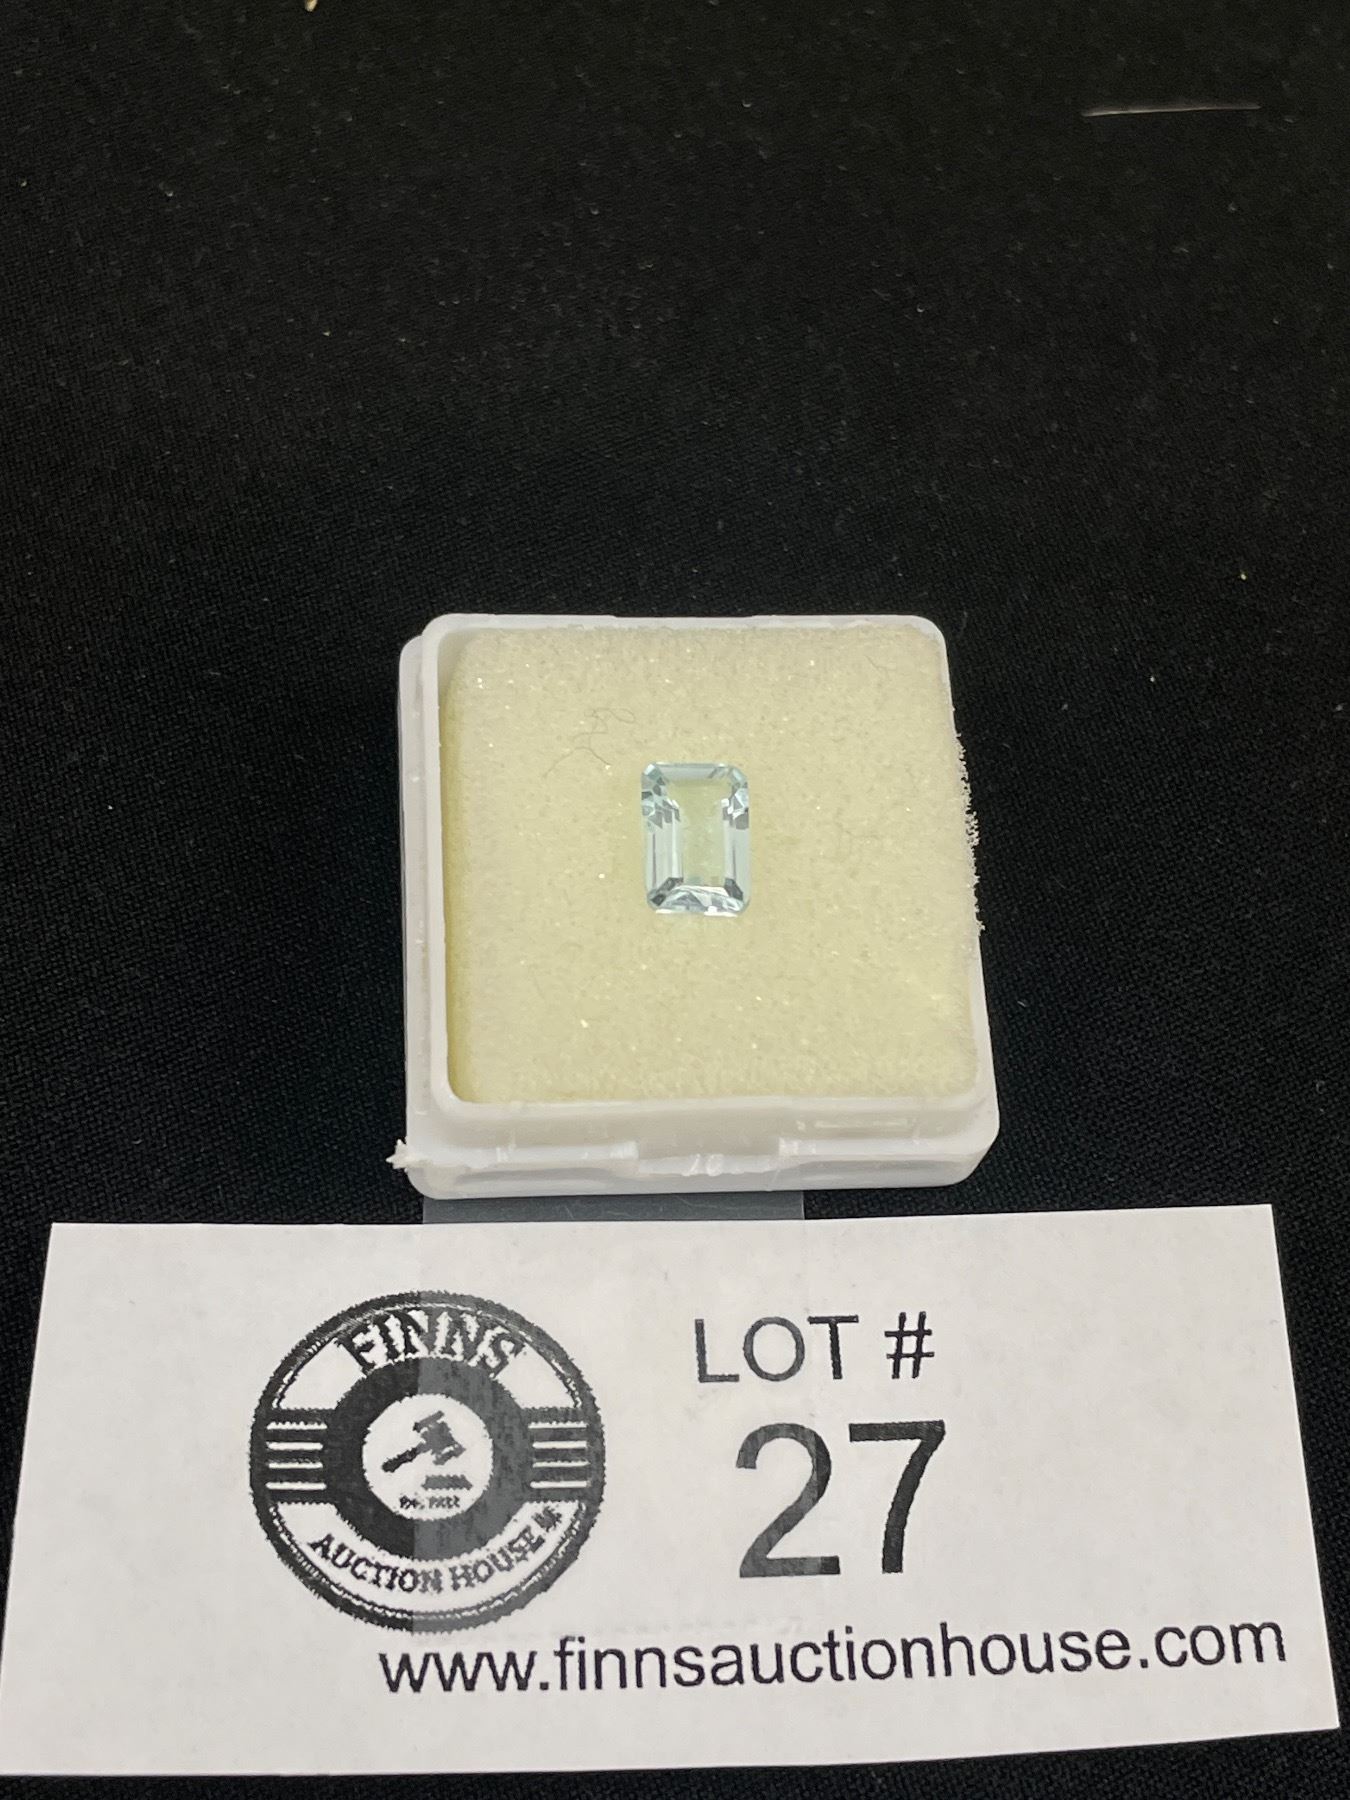 FINNS
AUCTION HOUSE
LOT #
27
www.finnsauctionhouse.com